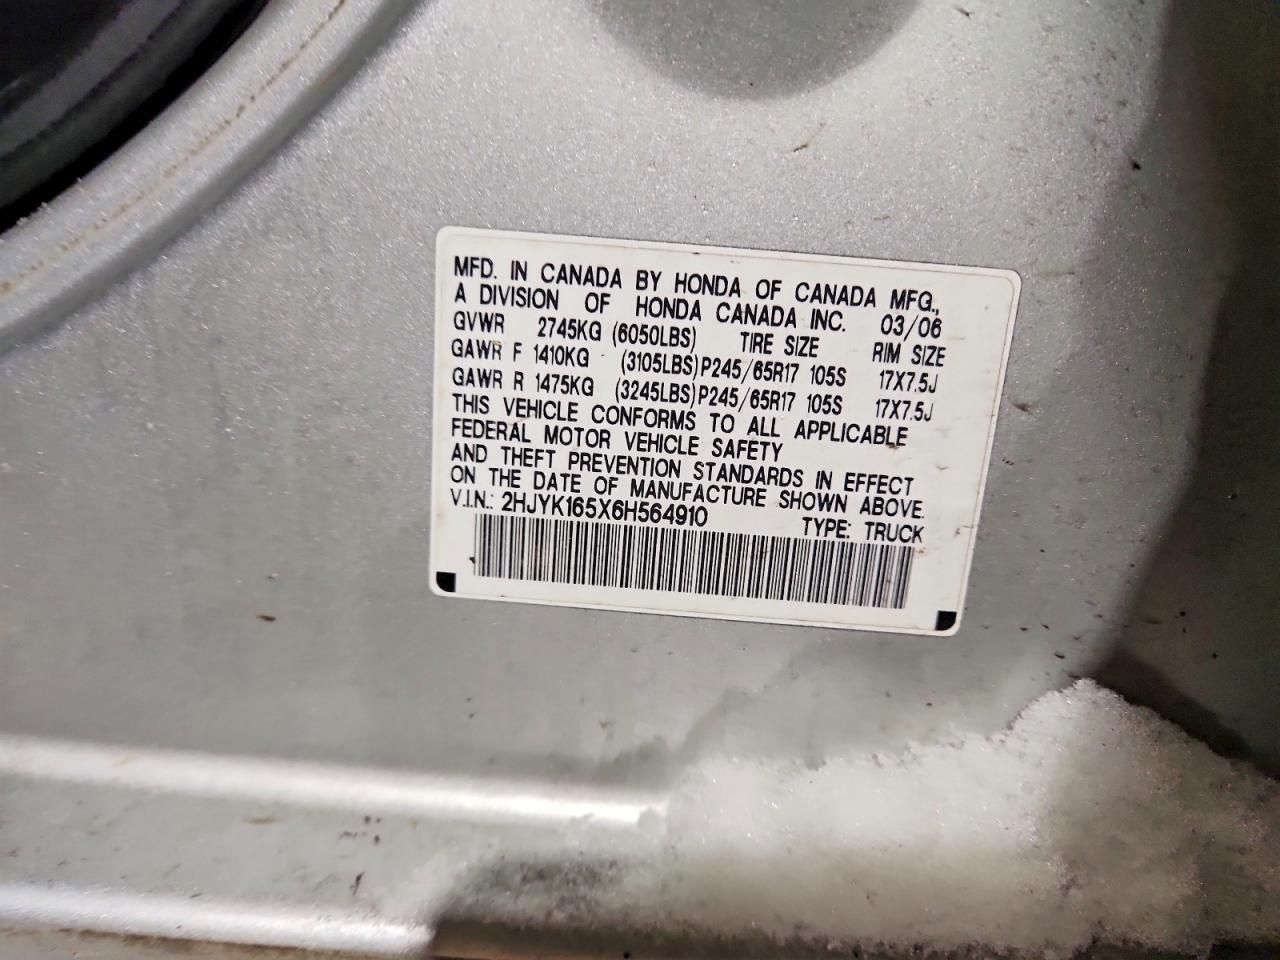 MFD. IN CANADA BY HONDA OF CANADA MFG.,
A DIVISION OF HONDA CANADA INC. 03/06
GVWR 2745KG (6050LBS) TIRE SIZE RIM SIZE
GAWR F 1410KG (3105LBS) P245/65R17 105S 17X7.5J
GAWR R 1475KG (3245LBS) P245/65R17 105S 17X7.5J
THIS VEHICLE CONFORMS TO ALL APPLICABLE
FEDERAL MOTOR VEHICLE SAFETY
AND THEFT PREVENTION STANDARDS IN EFFECT
ON THE DATE OF MANUFACTURE SHOWN ABOVE.
V.I.N.: 2HJYK165X6H564910 TYPE: TRUCK